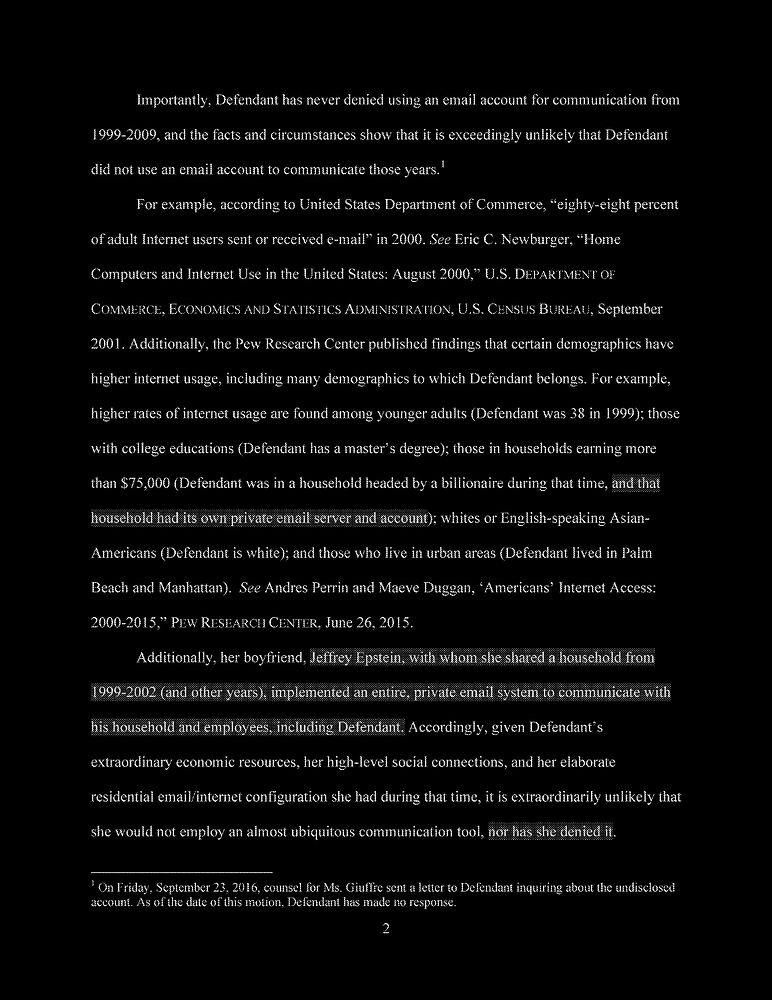 Importantly, Defendant has never denied using an email account for communication from
1999-2009, and the facts and circumstances show that it is exceedingly unlikely that Defendant
did not use an email account to communicate those years.1
For example, according to United States Department of Commerce, “eighty-eight percent
of adult Internet users sent or received e-mail” in 2000. See Eric C. Newburger, “Home
Computers and Internet Use in the United States: August 2000,” U.S. DEPARTMENT OF
COMMERCE, ECONOMICS AND STATISTICS ADMINISTRATION, U.S. CENSUS BUREAU, September
2001. Additionally, the Pew Research Center published findings that certain demographics have
higher internet usage, including many demographics to which Defendant belongs. For example,
higher rates of internet usage are found among younger adults (Defendant was 38 in 1999); those
with college educations (Defendant has a master’s degree); those in households earning more
than $75,000 (Defendant was in a household headed by a billionaire during that time, and that
household had its own private email server and account); whites or English-speaking Asian-
Americans (Defendant is white); and those who live in urban areas (Defendant lived in Palm
Beach and Manhattan). See Andres Perrin and Maeve Duggan, ‘Americans’ Internet Access:
2000-2015,” PEW RESEARCH CENTER, June 26, 2015.
Additionally, her boyfriend, Jeffrey Epstein, with whom she shared a household from
1999-2002 (and other years), implemented an entire, private email system to communicate with
his household and employees, including Defendant. Accordingly, given Defendant’s
extraordinary economic resources, her high-level social connections, and her elaborate
residential email/internet configuration she had during that time, it is extraordinarily unlikely that
she would not employ an almost ubiquitous communication tool, nor has she denied it.
1 On Friday, September 23, 2016, counsel for Ms. Giuffre sent a letter to Defendant inquiring about the undisclosed
account. As of the date of this motion, Defendant has made no response.
2